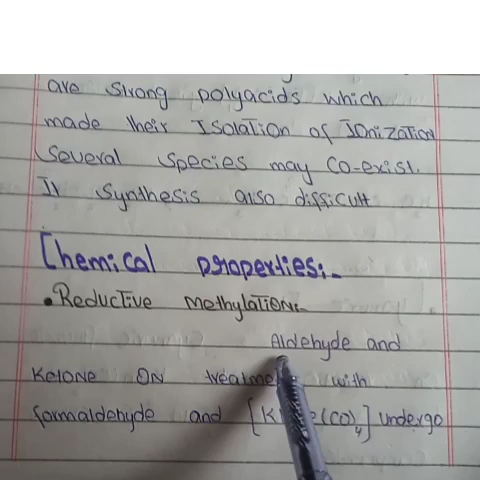 are strong polyacids which
made their Isolation of Ionization
Several Species may Co-exist.
It Synthesis also difficult
Chemical properties:-
• Reductive methylation:-
Aldehyde and
Ketone on with
formaldehyde and (CO)4] undergo